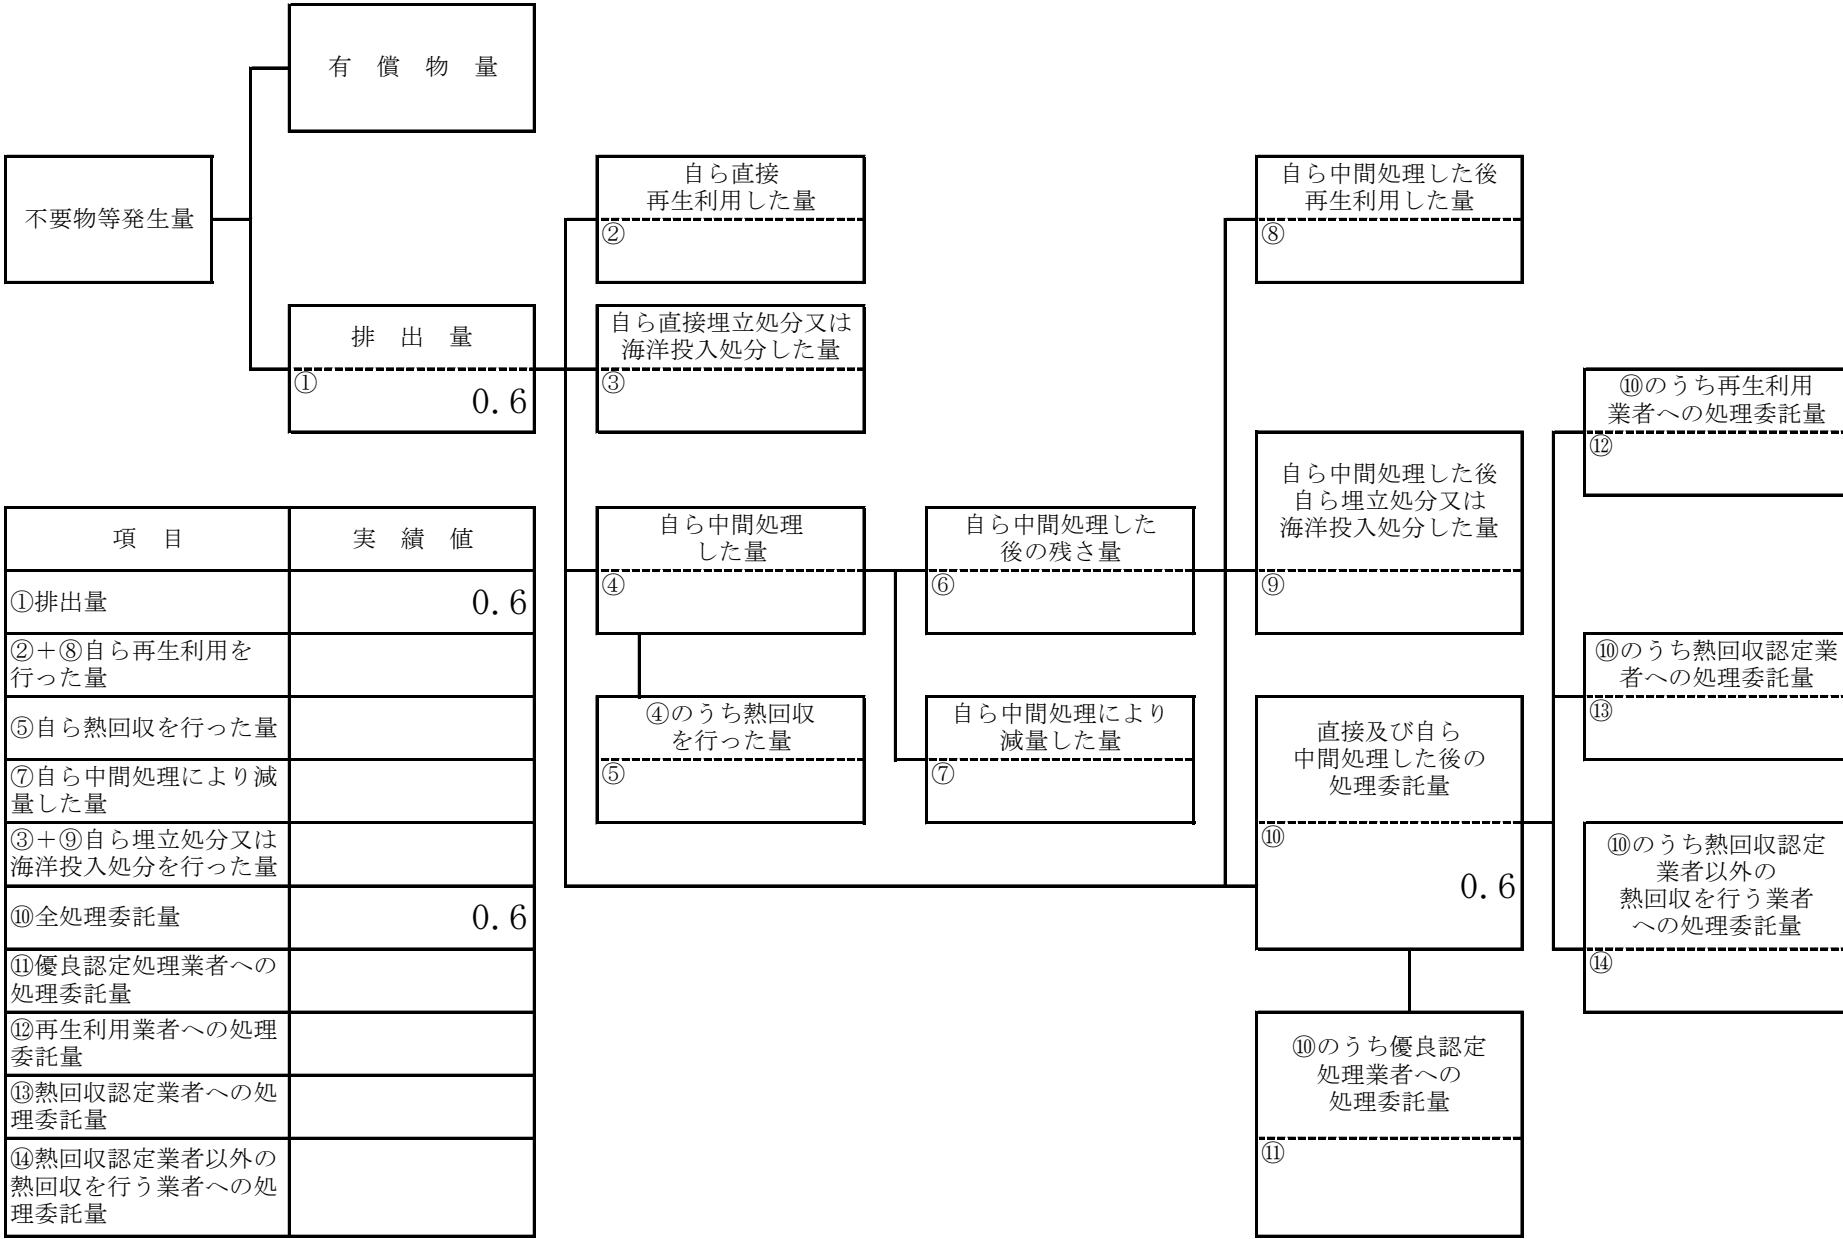 有 償 物 量
不要物等発生量
排 出 量
①
0.6
自ら直接
再生利用した量
②
自ら直接埋立処分又は
海洋投入処分した量
③
自ら中間処理
した量
④
④のうち熱回収
を行った量
⑤
自ら中間処理した
後の残さ量
⑥
自ら中間処理により
減量した量
⑦
自ら中間処理した後
再生利用した量
⑧
自ら中間処理した後
自ら埋立処分又は
海洋投入処分した量
⑨
直接及び自ら
中間処理した後の
処理委託量
⑩
0.6
⑩のうち優良認定
処理業者への
処理委託量
⑪
⑩のうち再生利用
業者への処理委託量
⑫
⑩のうち熱回収認定業
者への処理委託量
⑬
⑩のうち熱回収認定
業者以外の
熱回収を行う業者
への処理委託量
⑭
項 目 実 績 値
①排出量 0.6
②＋⑧自ら再生利用を
行った量
⑤自ら熱回収を行った量
⑦自ら中間処理により減
量した量
③＋⑨自ら埋立処分又は
海洋投入処分を行った量
⑩全処理委託量 0.6
⑪優良認定処理業者への
処理委託量
⑫再生利用業者への処理
委託量
⑬熱回収認定業者への処
理委託量
⑭熱回収認定業者以外の
熱回収を行う業者への処
理委託量